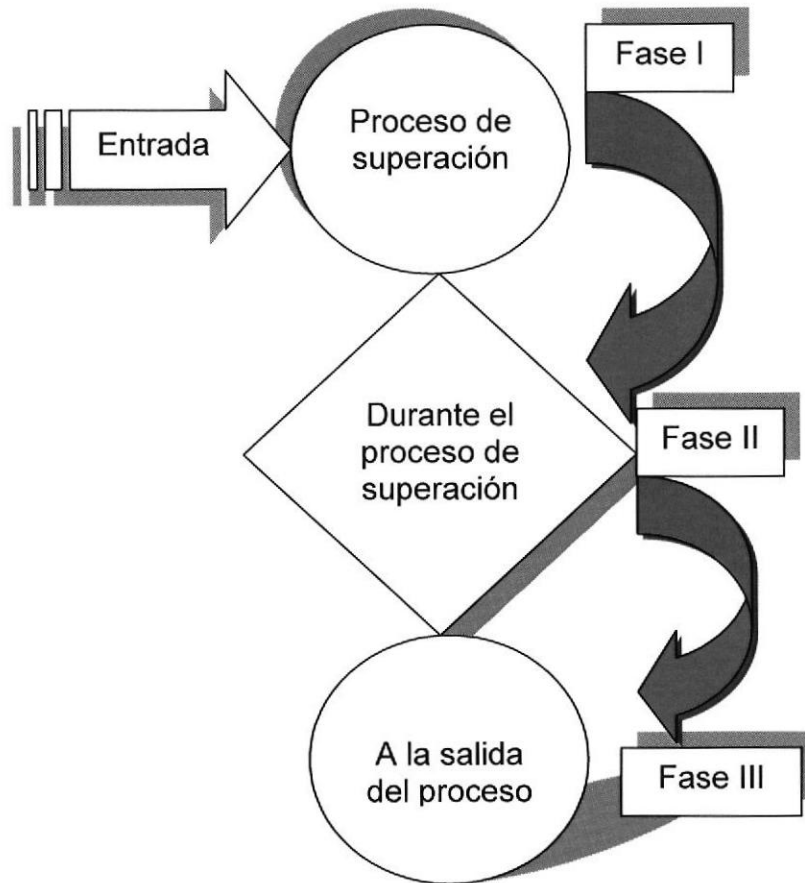 Fase I
Entrada
Proceso de
superación
Durante el
proceso de
superación
Fase II
A la salida
del proceso
Fase III